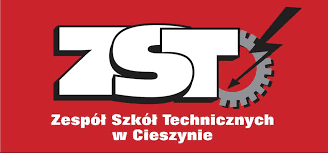 ZST
Zespół Szkół Technicznych
w Cieszynie